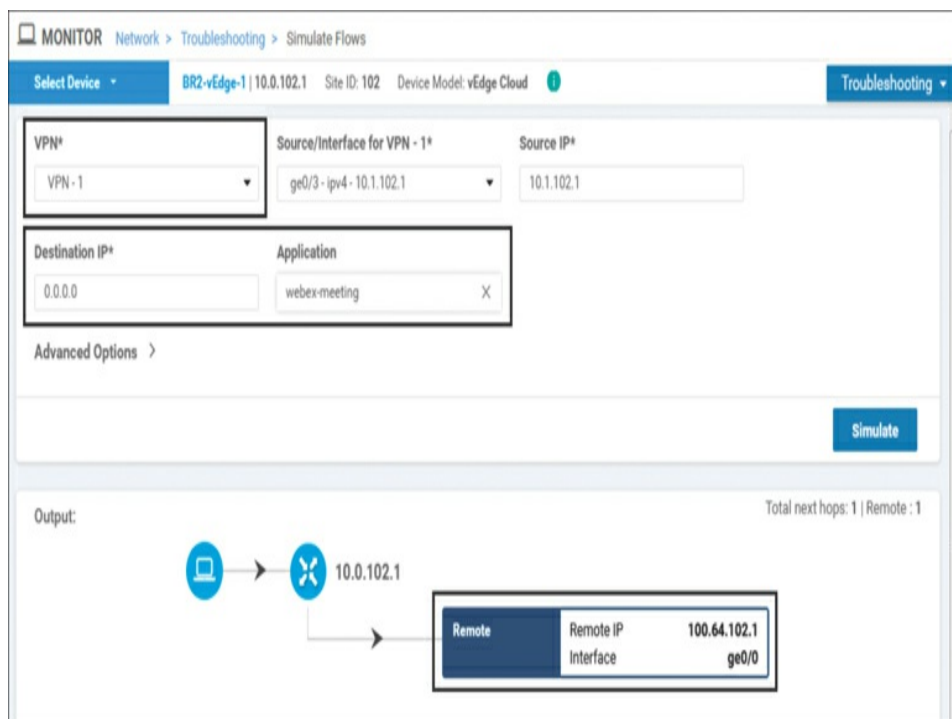 MONITOR Network > Troubleshooting > Simulate Flows
Select Device BR2-vEdge-1 | 10.0.102.1 Site ID: 102 Device Model: vEdge Cloud i Troubleshooting
VPN* Source/Interface for VPN - 1* Source IP*
VPN - 1 ge0/3 - ipv4 - 10.1.102.1 10.1.102.1
Destination IP* Application
0.0.0.0 webex-meeting X
Advanced Options >
Simulate
Output: Total next hops: 1 | Remote : 1
10.0.102.1
Remote Remote IP 100.64.102.1
Interface ge0/0